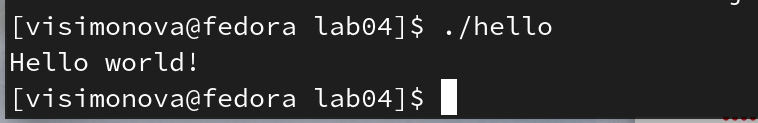 [visimonova@fedora lab04]$ ./hello
Hello world!
[visimonova@fedora lab04]$